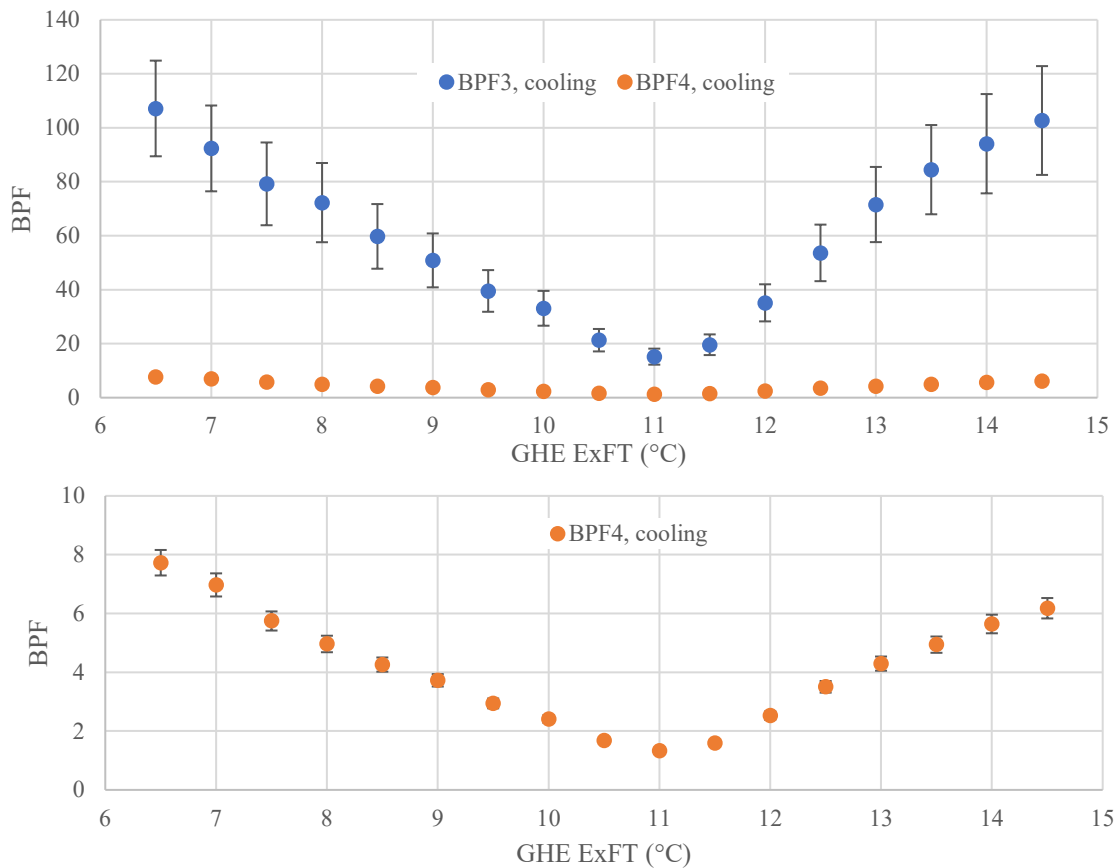 140
120
100
80
60
40
20
0
BPF
BPF3, cooling BPF4, cooling
6 7 8 9 10 11 12 13 14 15
GHE ExFT (°C)
10
8
6
4
2
0
BPF
BPF4, cooling
6 7 8 9 10 11 12 13 14 15
GHE ExFT (°C)